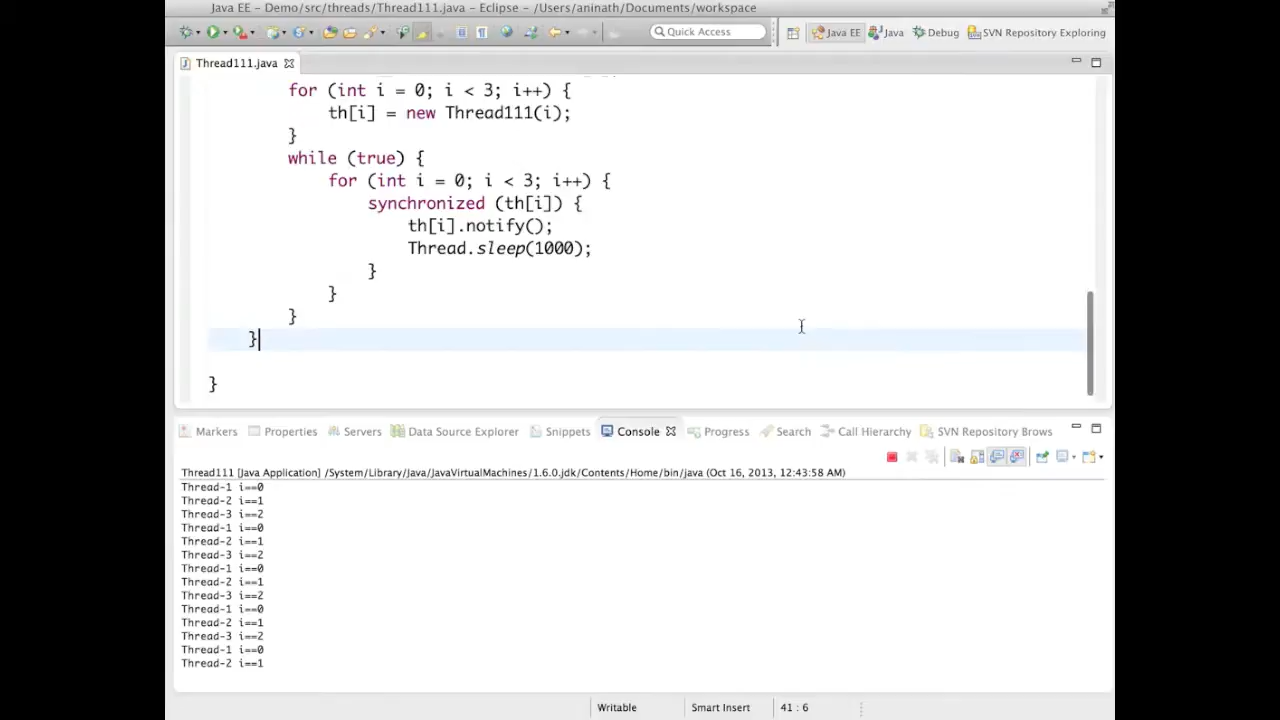 Java EE - Demo/src/threads/Thread111.java - Eclipse - /Users/aninath/Documents/workspace
Quick Access
Java EE
Java
Debug
SVN Repository Exploring
Thread111.java
for (int i = 0; i < 3; i++) {
th[i] = new Thread111(i);
}
while (true) {
for (int i = 0; i < 3; i++) {
synchronized (th[i]) {
th[i].notify();
Thread.sleep(1000);
}
}
}
}
}
Markers
Properties
Servers
Data Source Explorer
Snippets
Console
Progress
Search
Call Hierarchy
SVN Repository Brows
Thread111 [Java Application] /System/Library/Java/JavaVirtualMachines/1.6.0.jdk/Contents/Home/bin/java (Oct 16, 2013, 12:43:58 AM)
Thread-1 i==0
Thread-2 i==1
Thread-3 i==2
Thread-1 i==0
Thread-2 i==1
Thread-3 i==2
Thread-1 i==0
Thread-2 i==1
Thread-3 i==2
Thread-1 i==0
Thread-2 i==1
Thread-3 i==2
Thread-1 i==0
Thread-2 i==1
Writable
Smart Insert
41 : 6